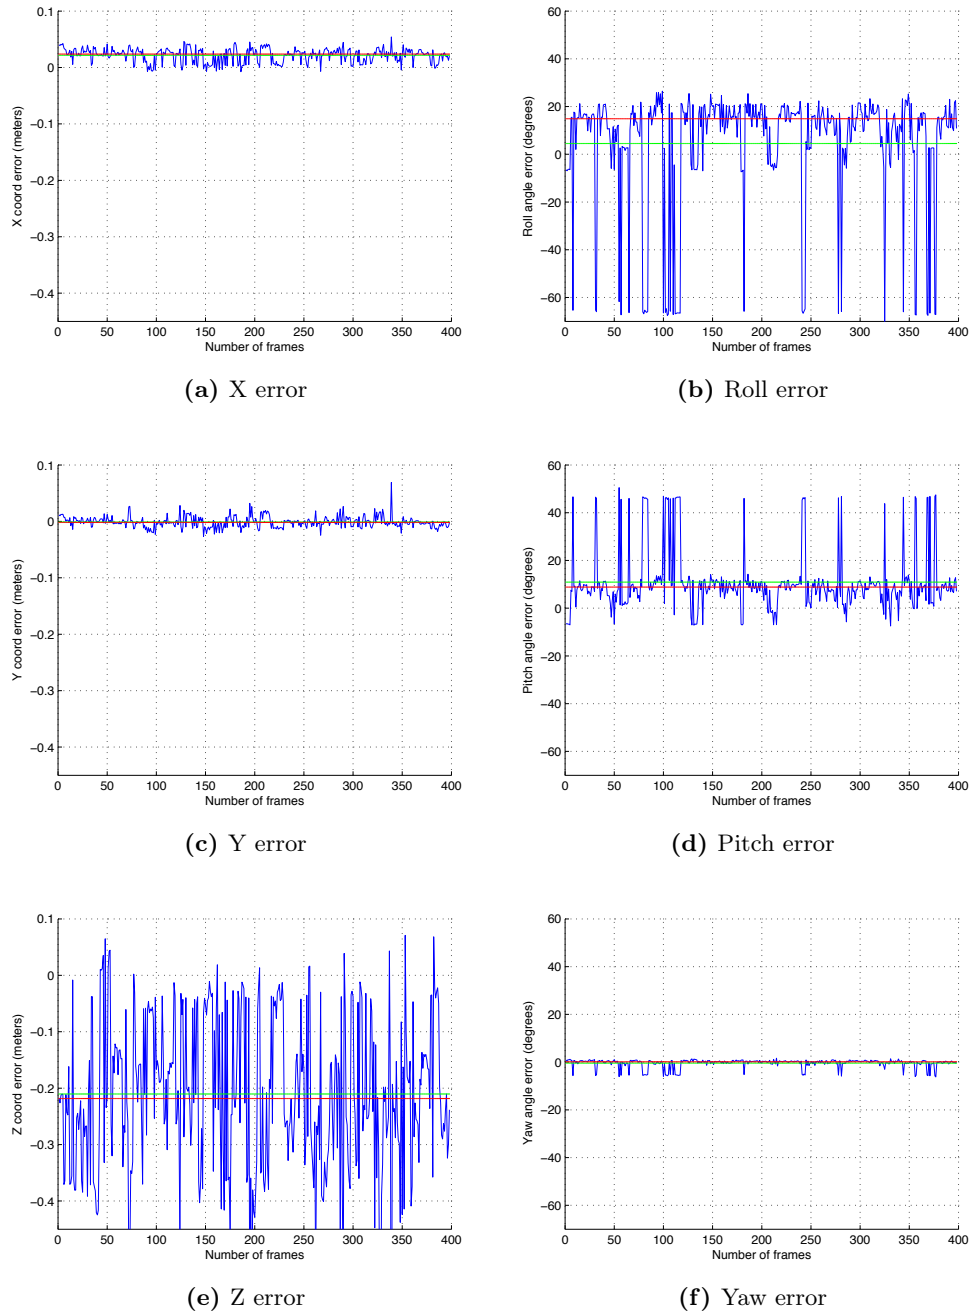 0.1
0
−0.1
−0.2
−0.3
−0.4
X coord error (meters)
0 50 100 150 200 250 300 350 400
Number of frames
(a) X error
60
40
20
0
−20
−40
−60
Roll angle error (degrees)
0 50 100 150 200 250 300 350 400
Number of frames
(b) Roll error
0.1
0
−0.1
−0.2
−0.3
−0.4
Y coord error (meters)
0 50 100 150 200 250 300 350 400
Number of frames
(c) Y error
60
40
20
0
−20
−40
−60
Pitch angle error (degrees)
0 50 100 150 200 250 300 350 400
Number of frames
(d) Pitch error
0.1
0
−0.1
−0.2
−0.3
−0.4
Z coord error (meters)
0 50 100 150 200 250 300 350 400
Number of frames
(e) Z error
60
40
20
0
−20
−40
−60
Yaw angle error (degrees)
0 50 100 150 200 250 300 350 400
Number of frames
(f) Yaw error